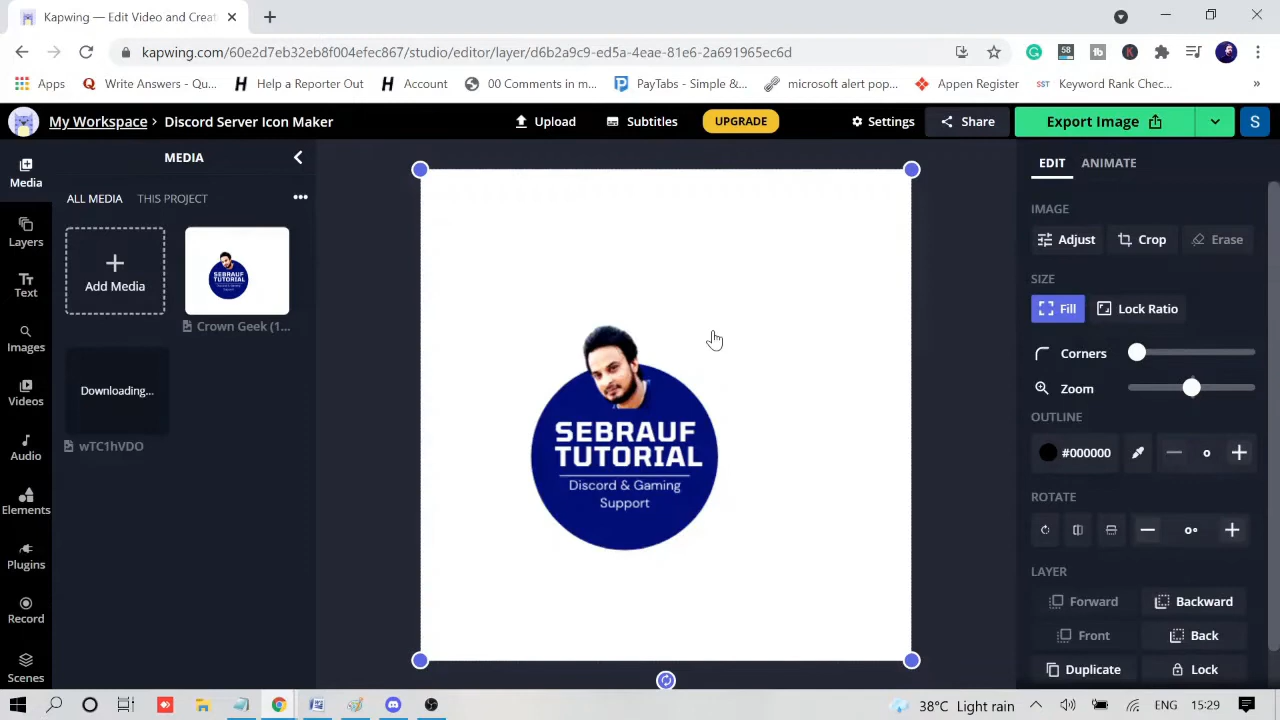 Kapwing — Edit Video and Creat
kapwing.com/60e2d7eb32eb8f004efec867/studio/editor/layer/d6b2a9c9-ed5a-4eae-81e6-2a691965ec6d
58
Apps
Write Answers - Qu...
Help a Reporter Out
Account
00 Comments in m...
PayTabs - Simple &...
microsoft alert pop...
Appen Register
SST
Keyword Rank Chec...
»
My Workspace › Discord Server Icon Maker
Upload
Subtitles
UPGRADE
Settings
Share
Export Image
S
Media
Layers
Text
Images
Videos
Audio
Elements
Plugins
Record
Scenes
MEDIA
ALL MEDIA
THIS PROJECT
Add Media
SEBRAUF
TUTORIAL
Crown Geek (1...
Downloading...
wTC1hVDO
SEBRAUF
TUTORIAL
Discord & Gaming
Support
EDIT
ANIMATE
IMAGE
Adjust
Crop
Erase
SIZE
Fill
Lock Ratio
Corners
Zoom
OUTLINE
#000000
0
ROTATE
0°
LAYER
Forward
Backward
Front
Back
Duplicate
Lock
38°C Light rain
ENG
15:29